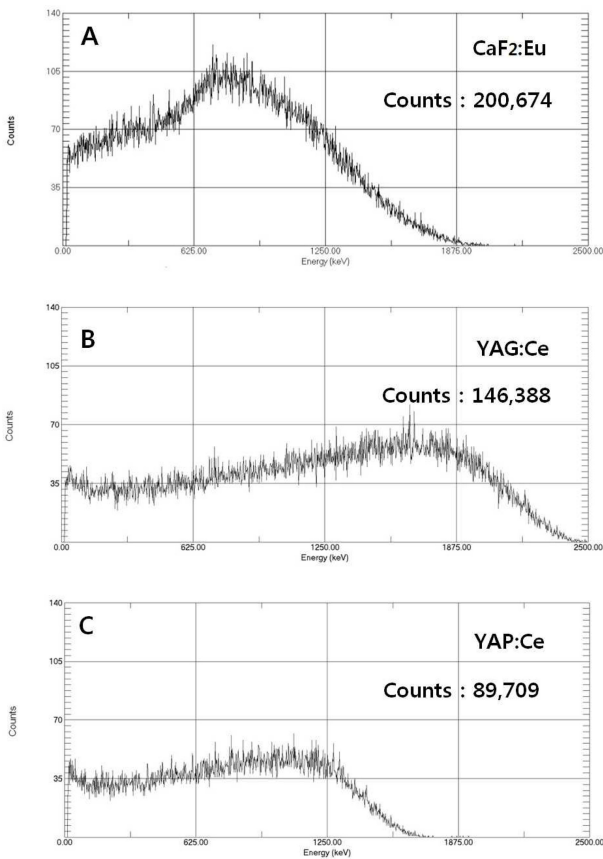 A
CaF2:Eu
Counts : 200,674
Counts
140
105
70
35
0.00 625.00 1250.00 1875.00 2500.00
Energy (keV)
B
YAG:Ce
Counts : 146,388
Counts
140
105
70
35
0.00 625.00 1250.00 1875.00 2500.00
Energy (keV)
C
YAP:Ce
Counts : 89,709
Counts
140
105
70
35
0.00 625.00 1250.00 1875.00 2500.00
Energy (keV)